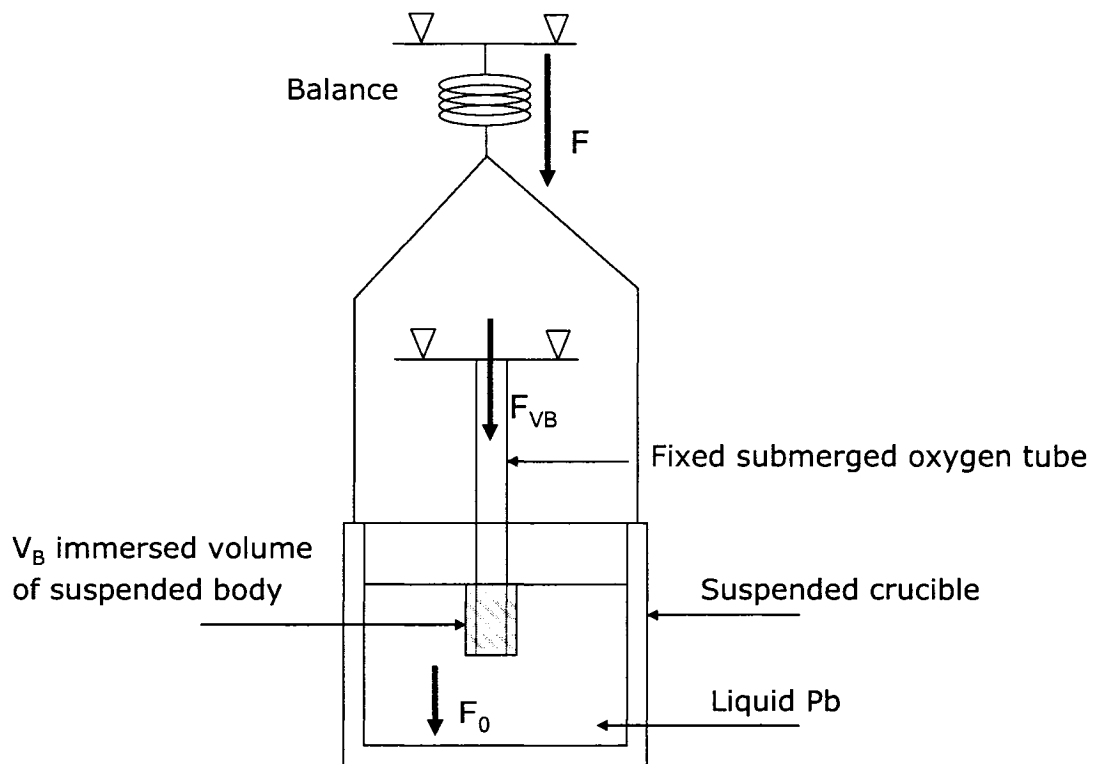 Balance
F
F_VB
Fixed submerged oxygen tube
V_B immersed volume
of suspended body
Suspended crucible
Liquid Pb
F_0